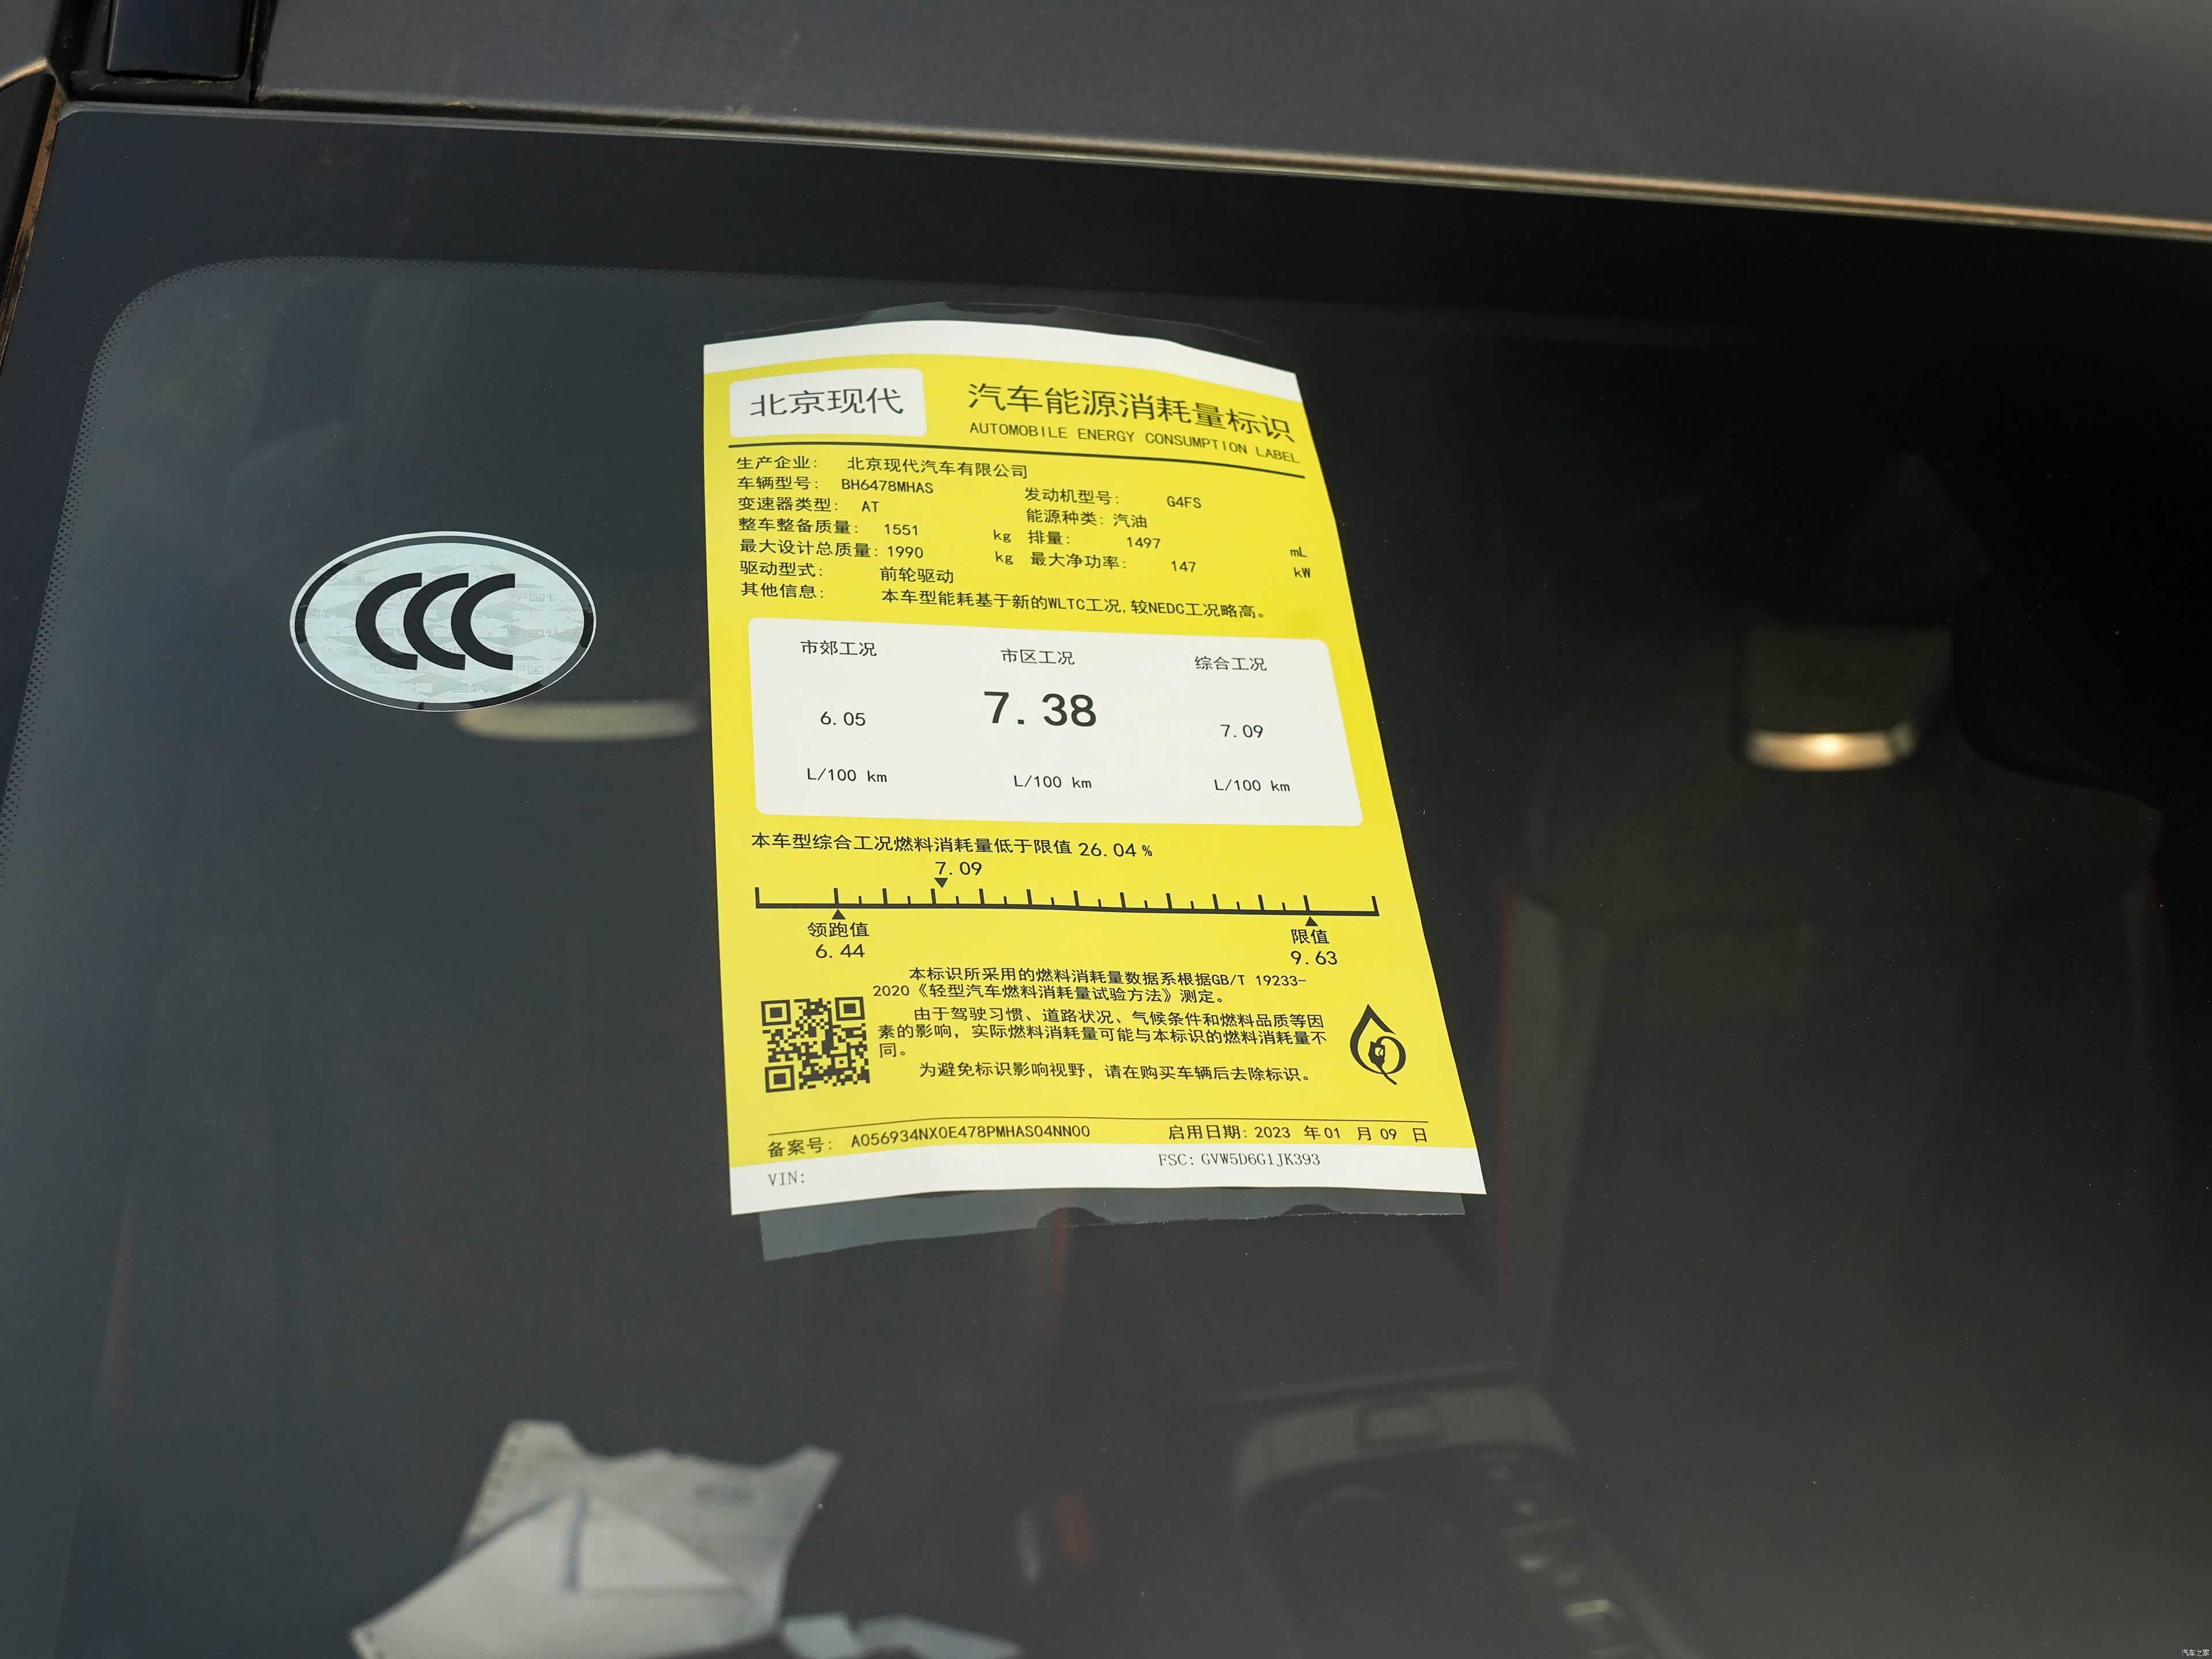 北京现代
汽车能源消耗量标识
AUTOMOBILE ENERGY CONSUMPTION LABEL
生产企业: 北京现代汽车有限公司
车辆型号: BH6478MHAS 发动机型号: G4FS
变速器类型: AT 能源种类: 汽油
整车整备质量: 1551 kg 排量: 1497 mL
最大设计总质量: 1990 kg 最大净功率: 147 kW
驱动型式: 前轮驱动
其他信息: 本车型能耗基于新的WLTC工况,较NEDC工况略高。
市郊工况 市区工况 综合工况
6.05 7.38 7.09
L/100 km L/100 km L/100 km
本车型综合工况燃料消耗量低于限值 26.04 %
7.09
领跑值 限值
6.44 9.63
本标识所采用的燃料消耗量数据系根据GB/T 19233-
2020《轻型汽车燃料消耗量试验方法》测定。
由于驾驶习惯、道路状况、气候条件和燃料品质等因
素的影响，实际燃料消耗量可能与本标识的燃料消耗量不
同。
为避免标识影响视野，请在购买车辆后去除标识。
备案号: A056934NX0E478PMHAS04NN00 启用日期: 2023 年 01 月 09 日
VIN: FSC: GVW5D6G1JK393
CCC
汽车之家